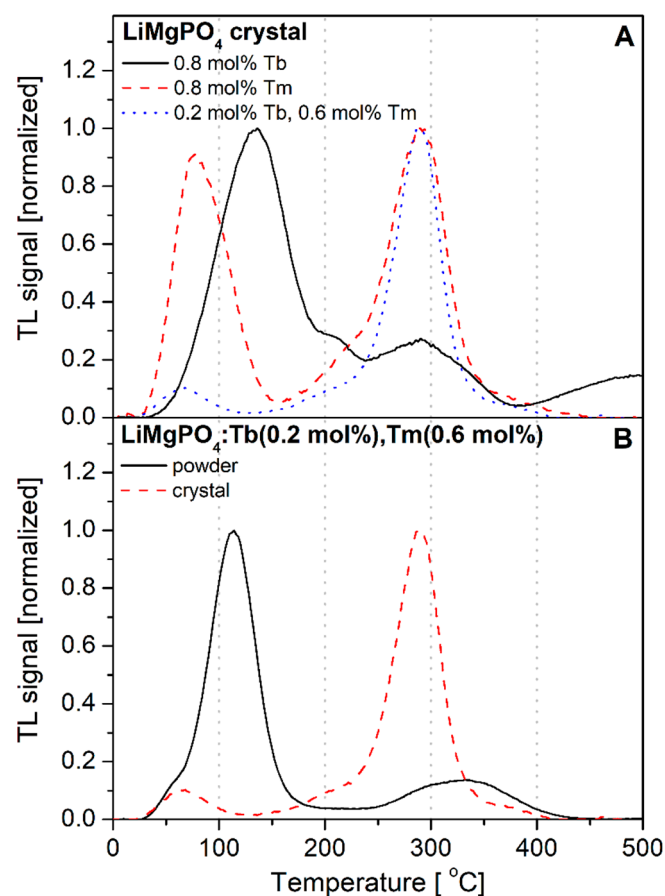 LiMgPO4 crystal
A
0.8 mol% Tb
0.8 mol% Tm
0.2 mol% Tb, 0.6 mol% Tm
TL signal [normalized]
1.2
1.0
0.8
0.6
0.4
0.2
0.0
LiMgPO4:Tb(0.2 mol%),Tm(0.6 mol%)
B
powder
crystal
TL signal [normalized]
1.2
1.0
0.8
0.6
0.4
0.2
0.0
0 100 200 300 400 500
Temperature [ °C]